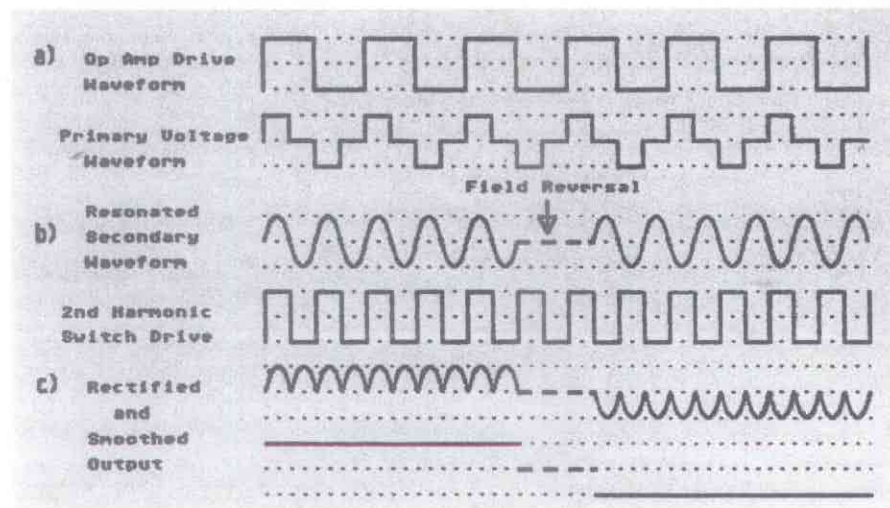 a) Op Amp Drive
Waveform
Primary Voltage
Waveform
Field Reversal
b) Resonated
Secondary
Waveform
2nd Harmonic
Switch Drive
c) Rectified
and
Smoothed
Output